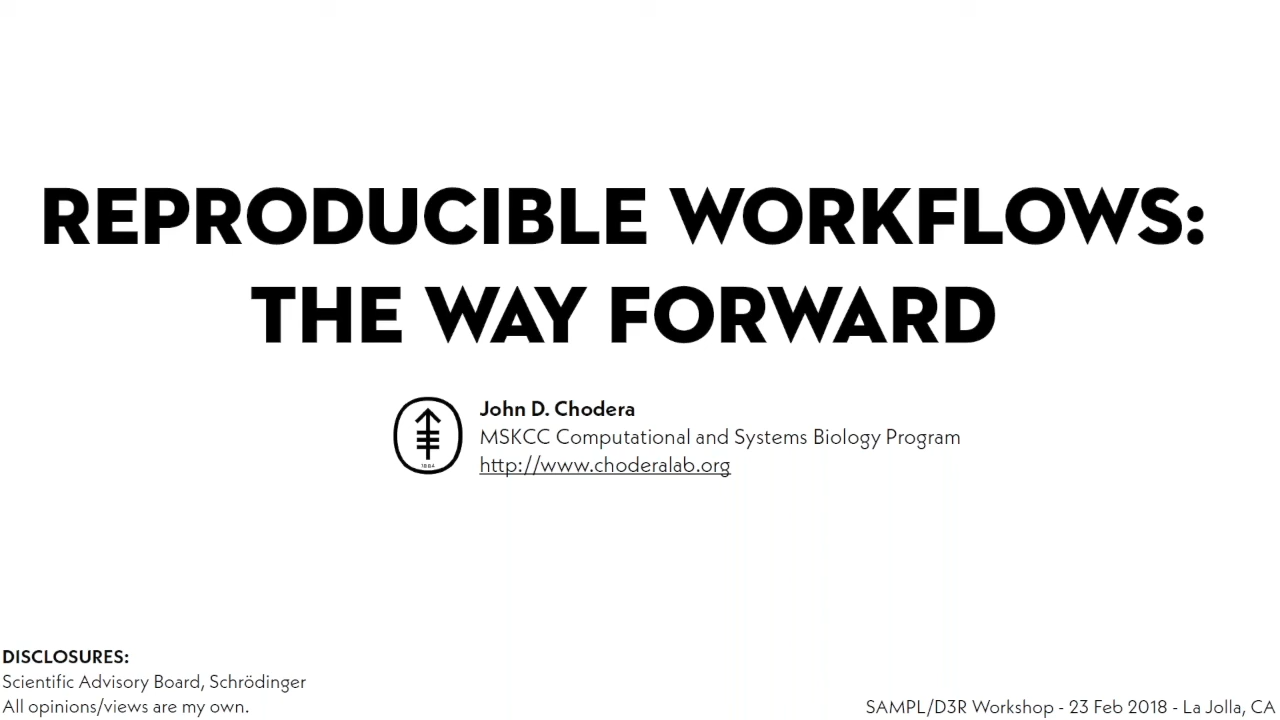 REPRODUCIBLE WORKFLOWS:
THE WAY FORWARD
John D. Chodera
MSKCC Computational and Systems Biology Program
http://www.choderalab.org
1884
DISCLOSURES:
Scientific Advisory Board, Schrödinger
All opinions/views are my own.
SAMPL/D3R Workshop - 23 Feb 2018 - La Jolla, CA